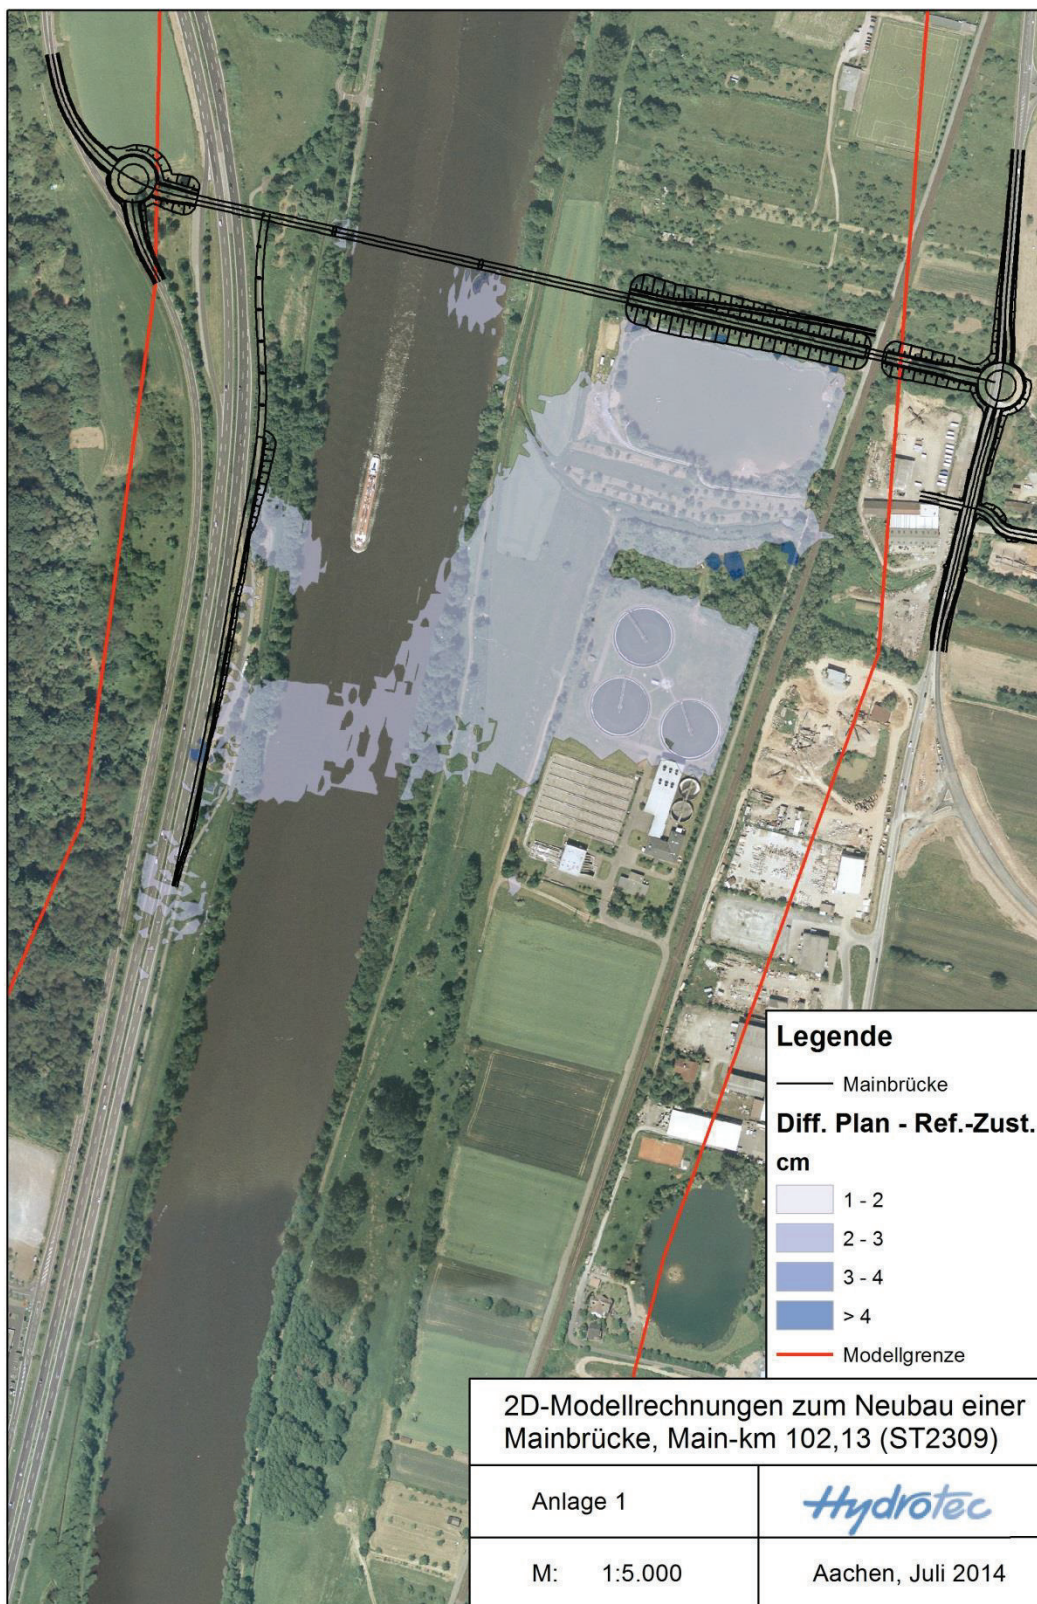 Legende
Mainbrücke
Diff. Plan - Ref.-Zust.
cm
1 - 2
2 - 3
3 - 4
> 4
Modellgrenze
2D-Modellrechnungen zum Neubau einer
Mainbrücke, Main-km 102,13 (ST2309)
Anlage 1
Hydrotec
M: 1:5.000
Aachen, Juli 2014